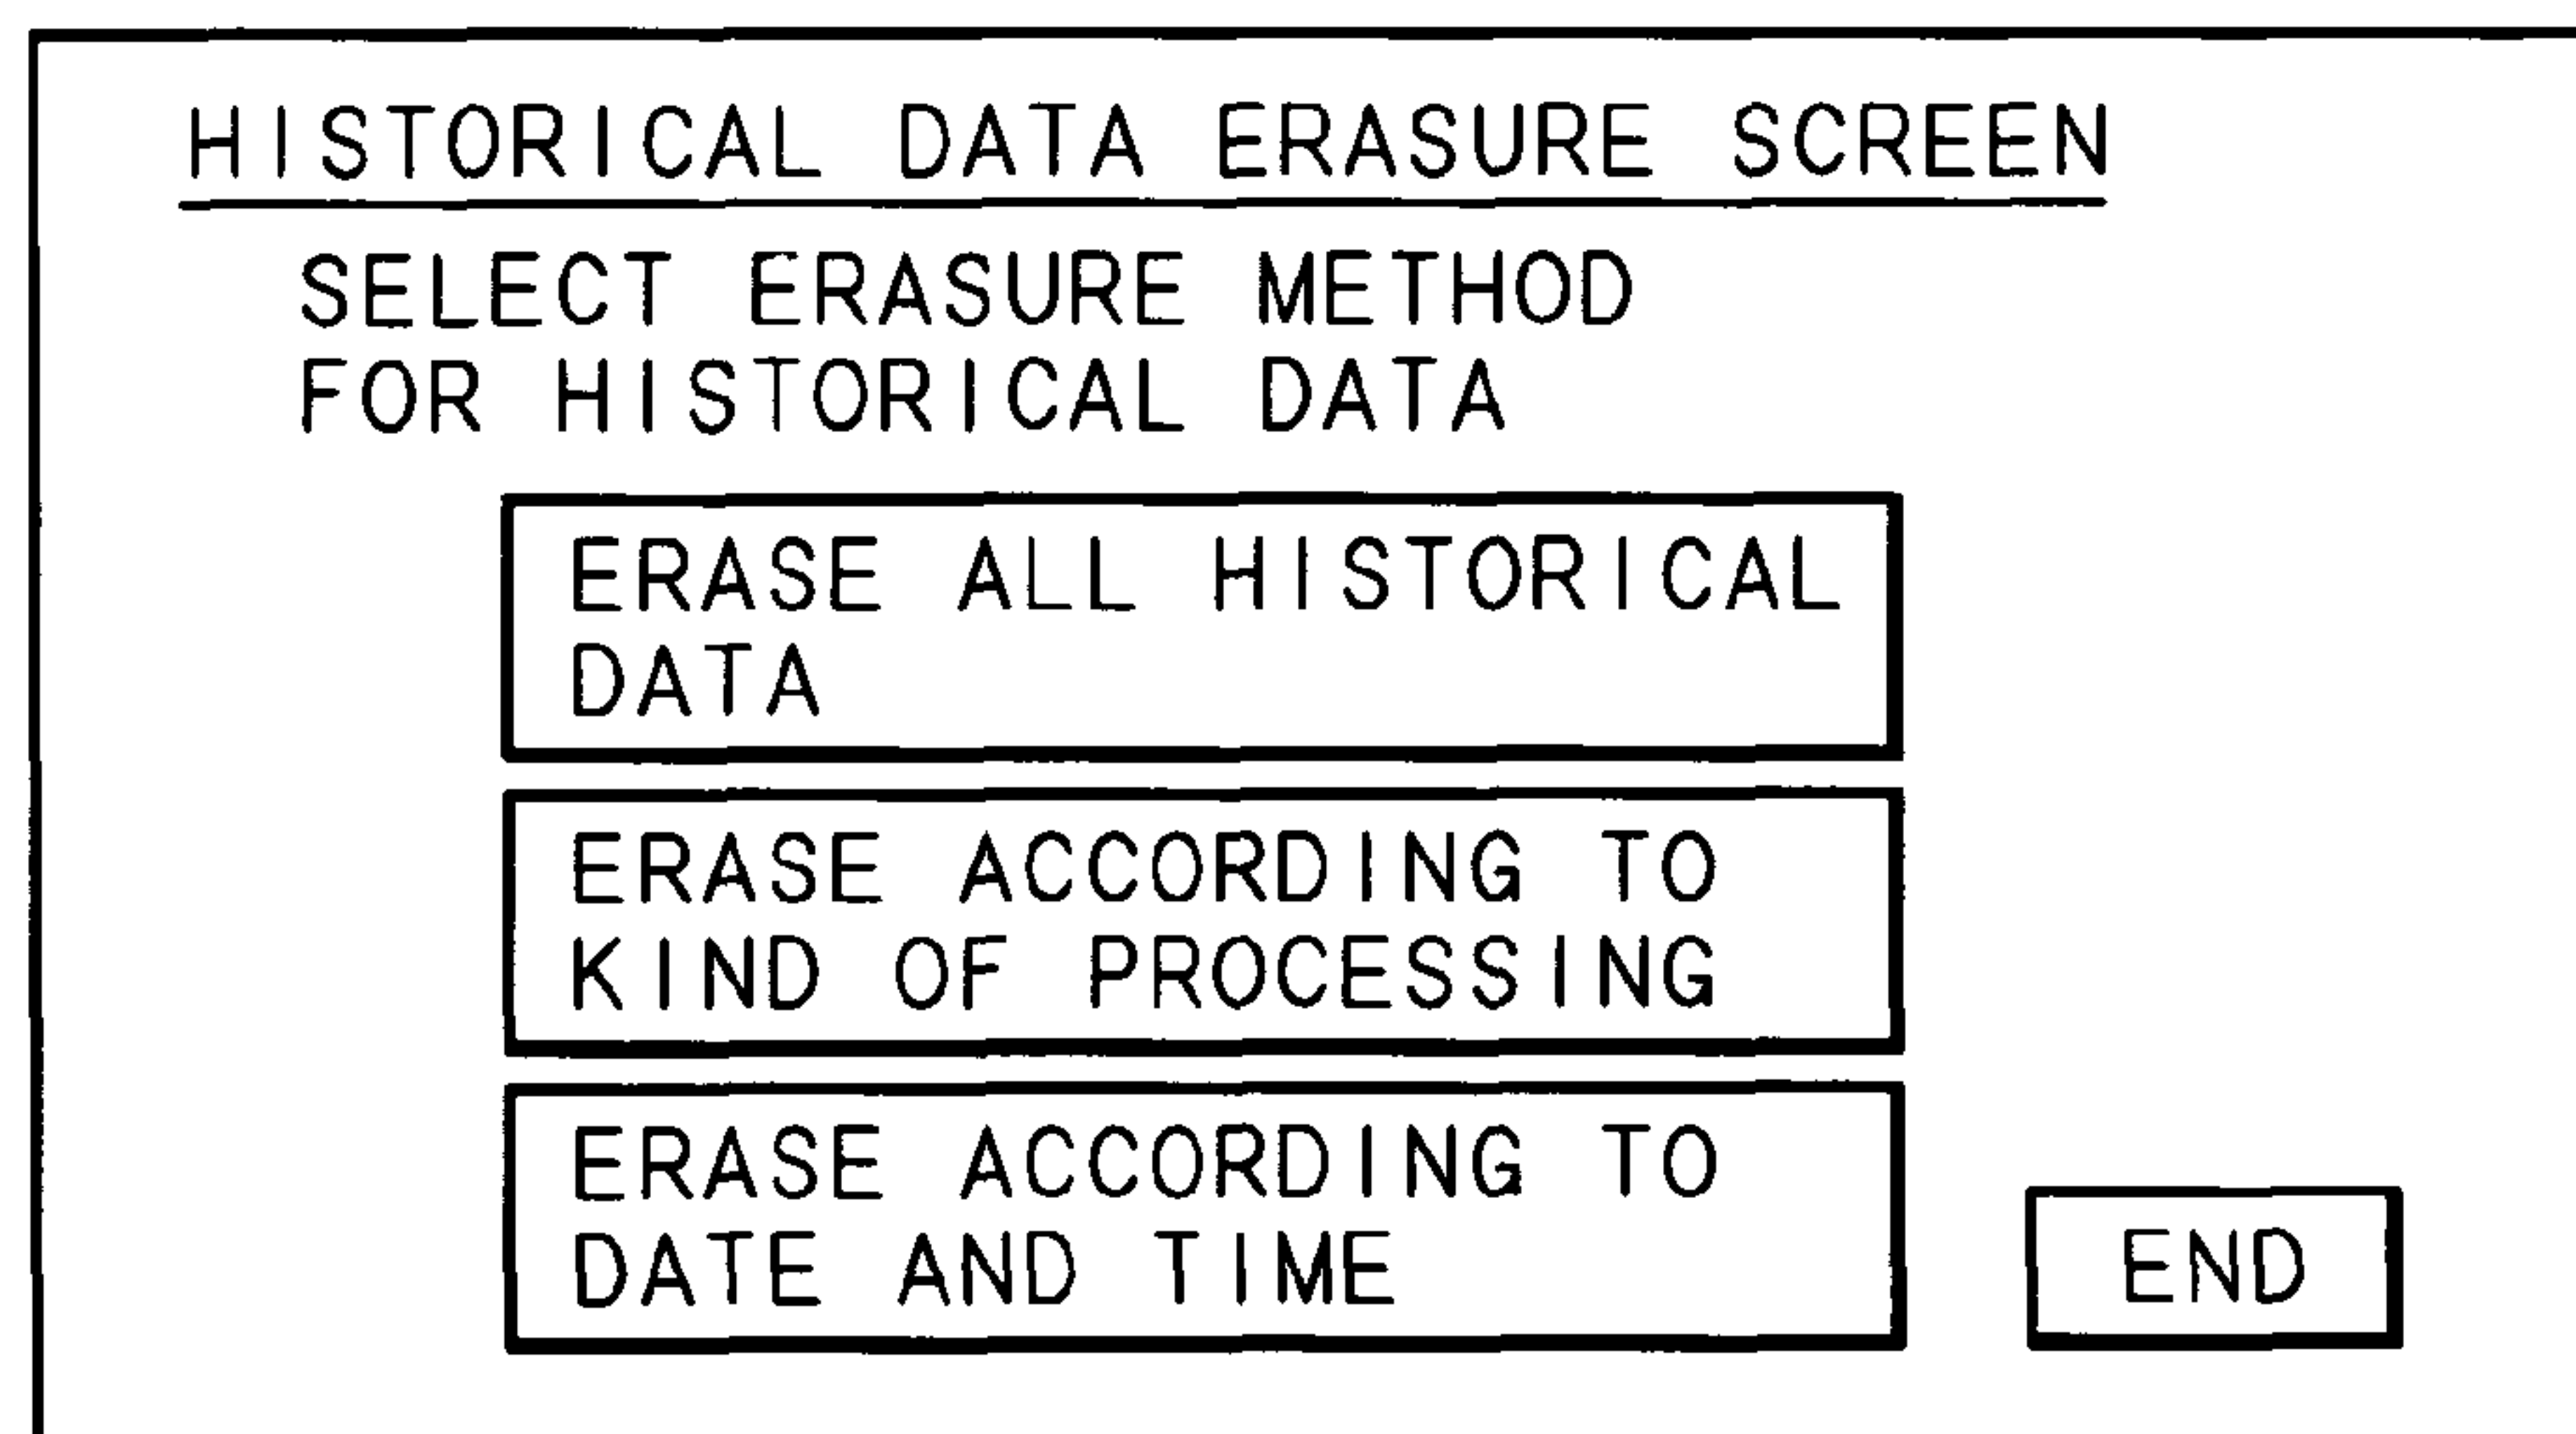 HISTORICAL DATA ERASURE SCREEN
SELECT ERASURE METHOD
FOR HISTORICAL DATA
ERASE ALL HISTORICAL
DATA
ERASE ACCORDING TO
KIND OF PROCESSING
ERASE ACCORDING TO
DATE AND TIME
END